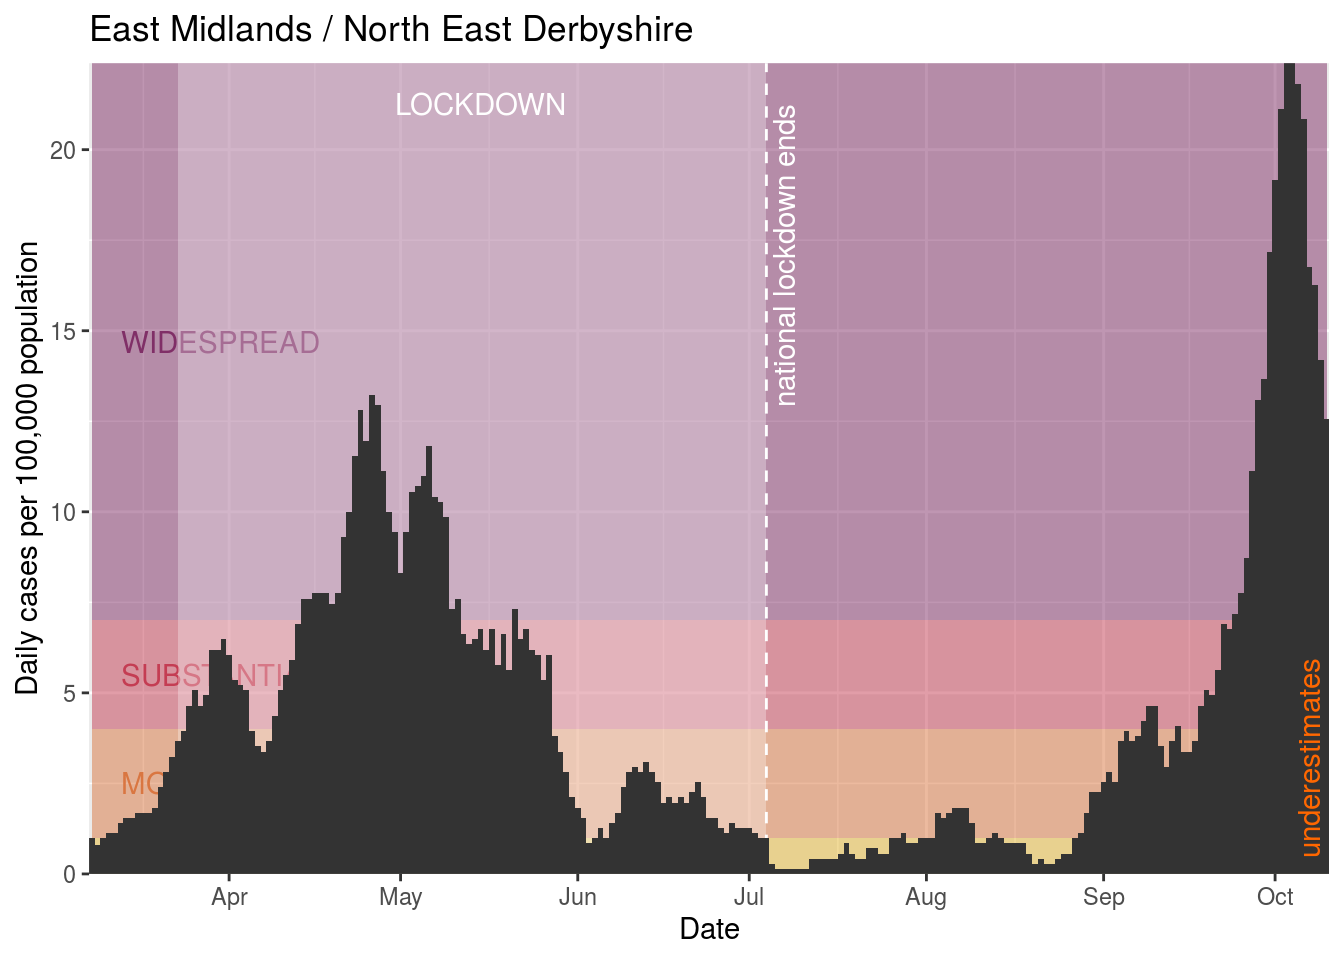 East Midlands / North East Derbyshire
LOCKDOWN
national lockdown ends
WIDESPREAD
underestimates
Daily cases per 100,000 population
20
15
10
5
0
Apr
May
Jun
Jul
Aug
Sep
Oct
Date